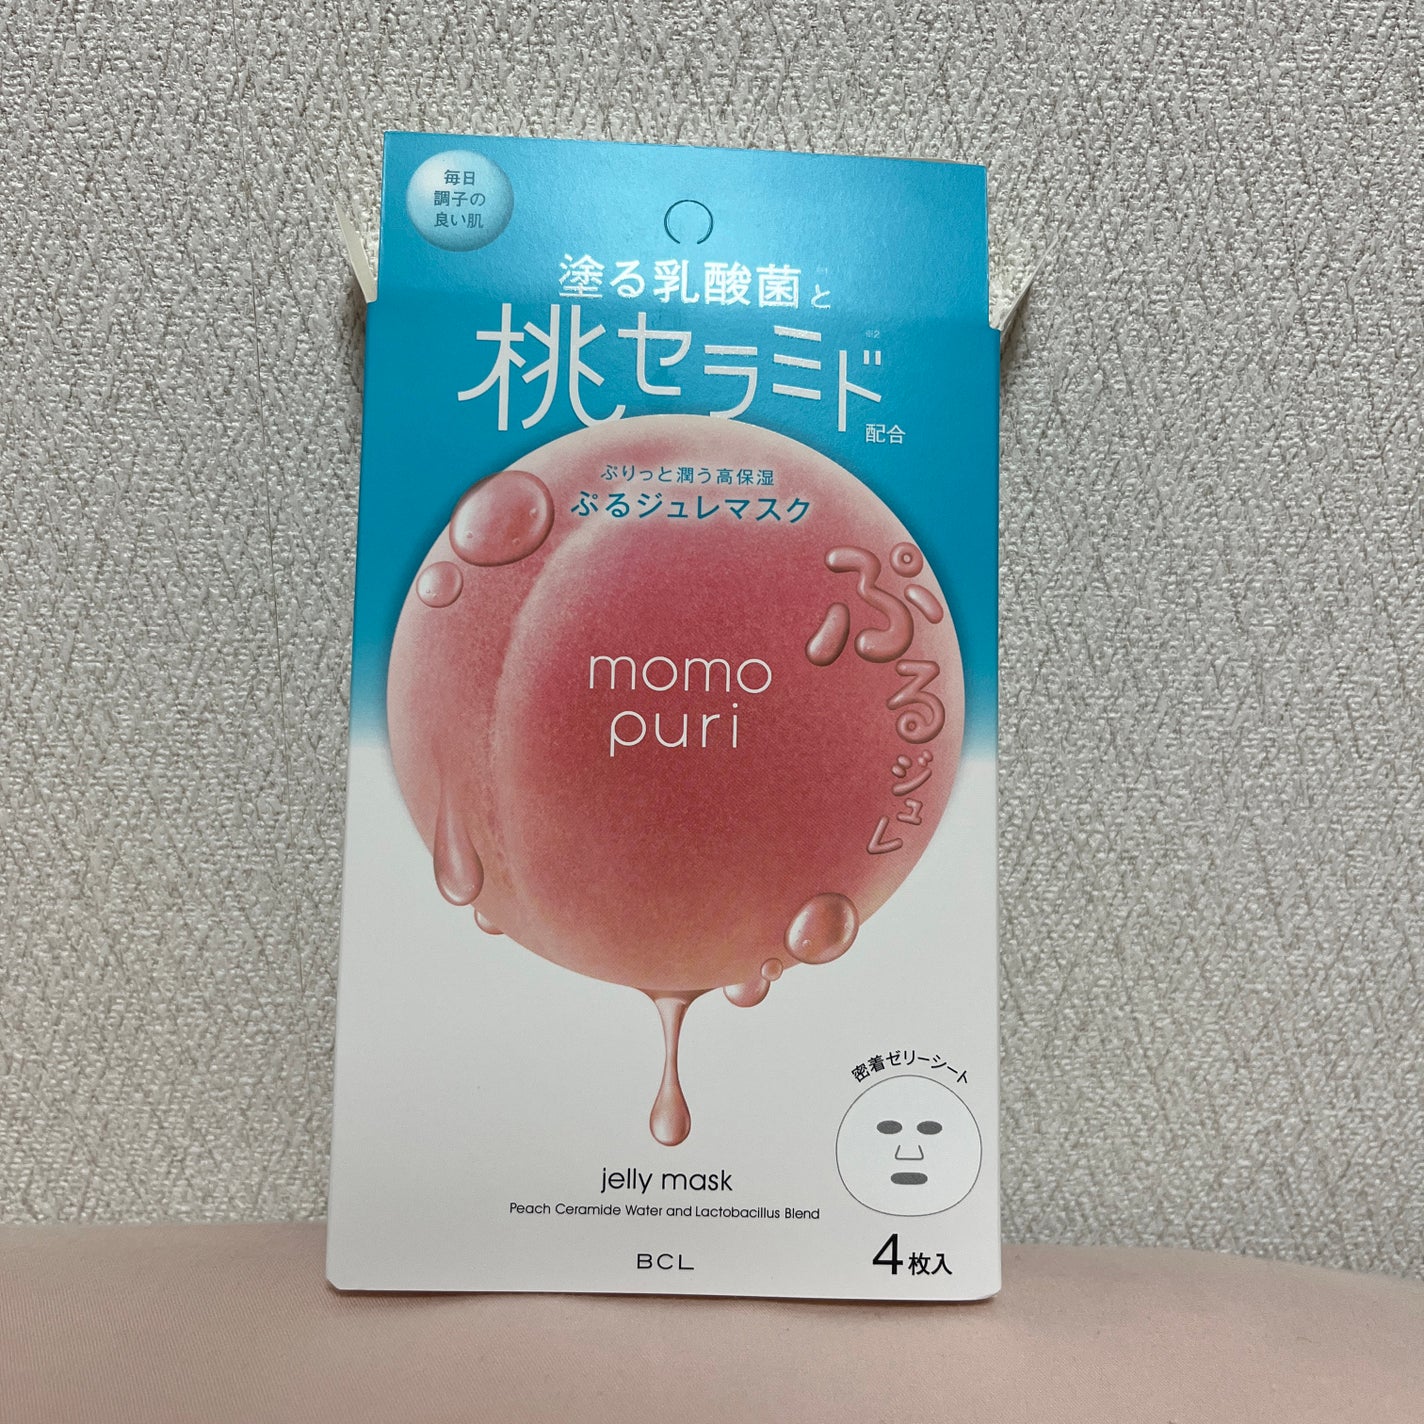 毎日
調子の
良い肌
塗る乳酸菌と
桃セラミド※2
配合
ぷりっと潤う高保湿
ぷるジュレマスク
ぷるジュレ
momo
puri
密着ゼリーシート
jelly mask
Peach Ceramide Water and Lactobacillus Blend
BCL
4枚入